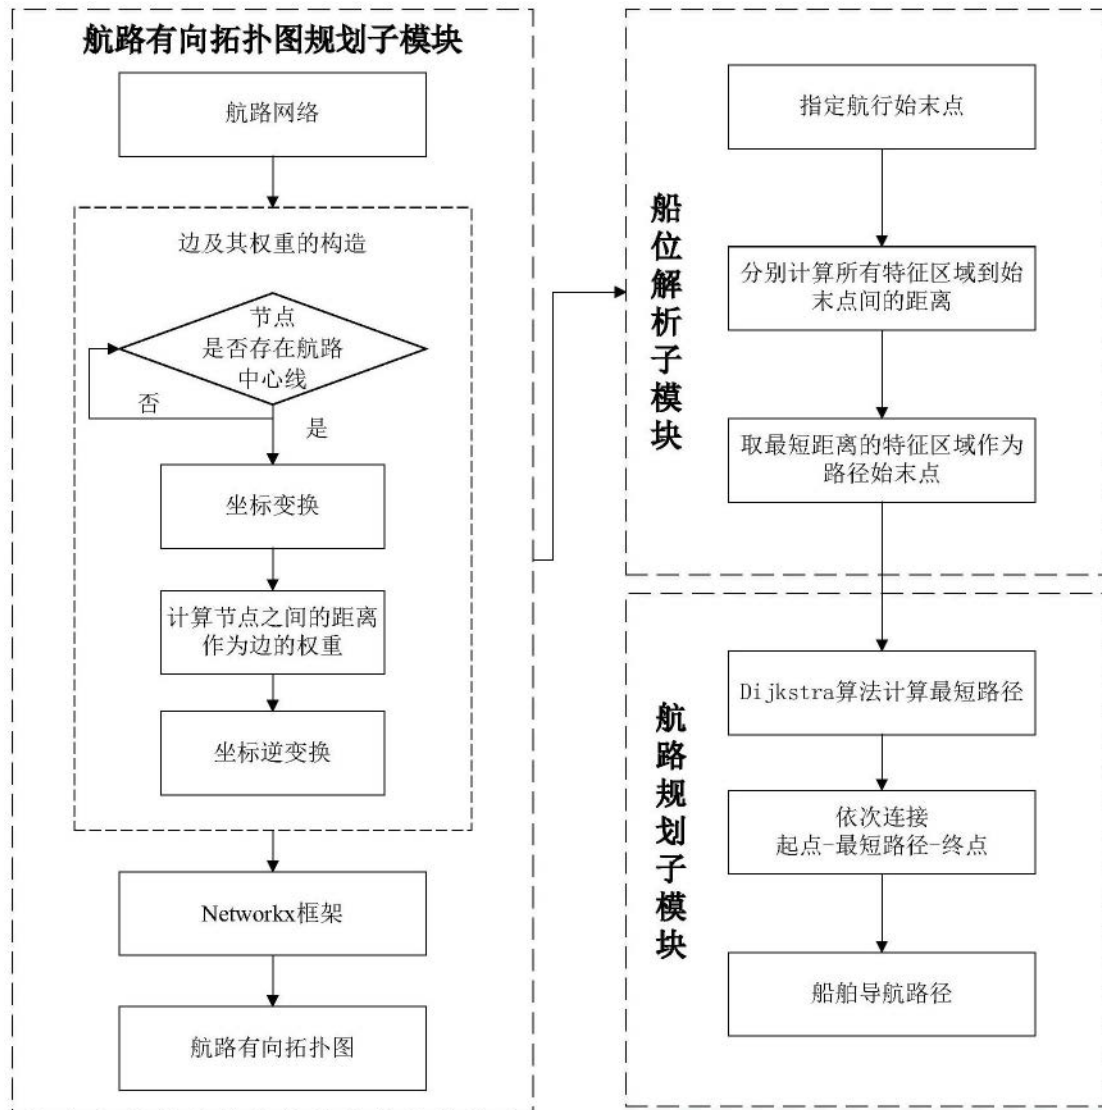 航路有向拓扑图规划子模块
航路网络
边及其权重的构造
节点
是否存在航路
中心线
否
是
坐标变换
计算节点之间的距离
作为边的权重
坐标逆变换
Networkx框架
航路有向拓扑图
船位解析子模块
指定航行始末点
分别计算所有特征区域到始
末点间的距离
取最短距离的特征区域作为
路径始末点
航路规划子模块
Dijkstra算法计算最短路径
依次连接
起点-最短路径-终点
船舶导航路径